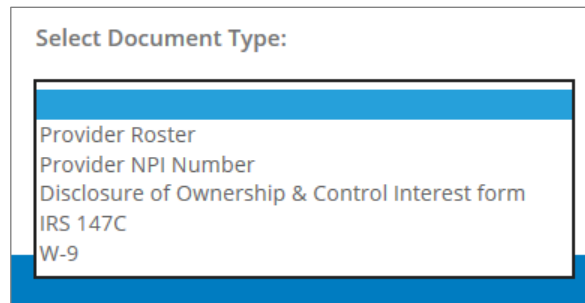 Select Document Type:
Provider Roster
Provider NPI Number
Disclosure of Ownership & Control Interest form
IRS 147C
W-9